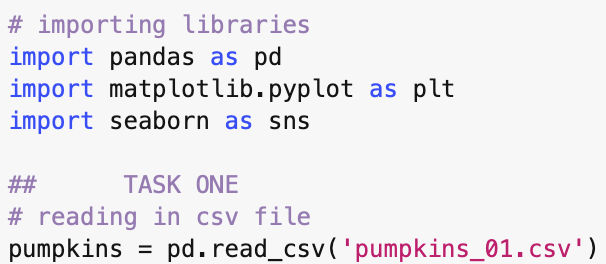 # importing libraries
import pandas as pd
import matplotlib.pyplot as plt
import seaborn as sns
##      TASK ONE
# reading in csv file
pumpkins = pd.read_csv('pumpkins_01.csv')